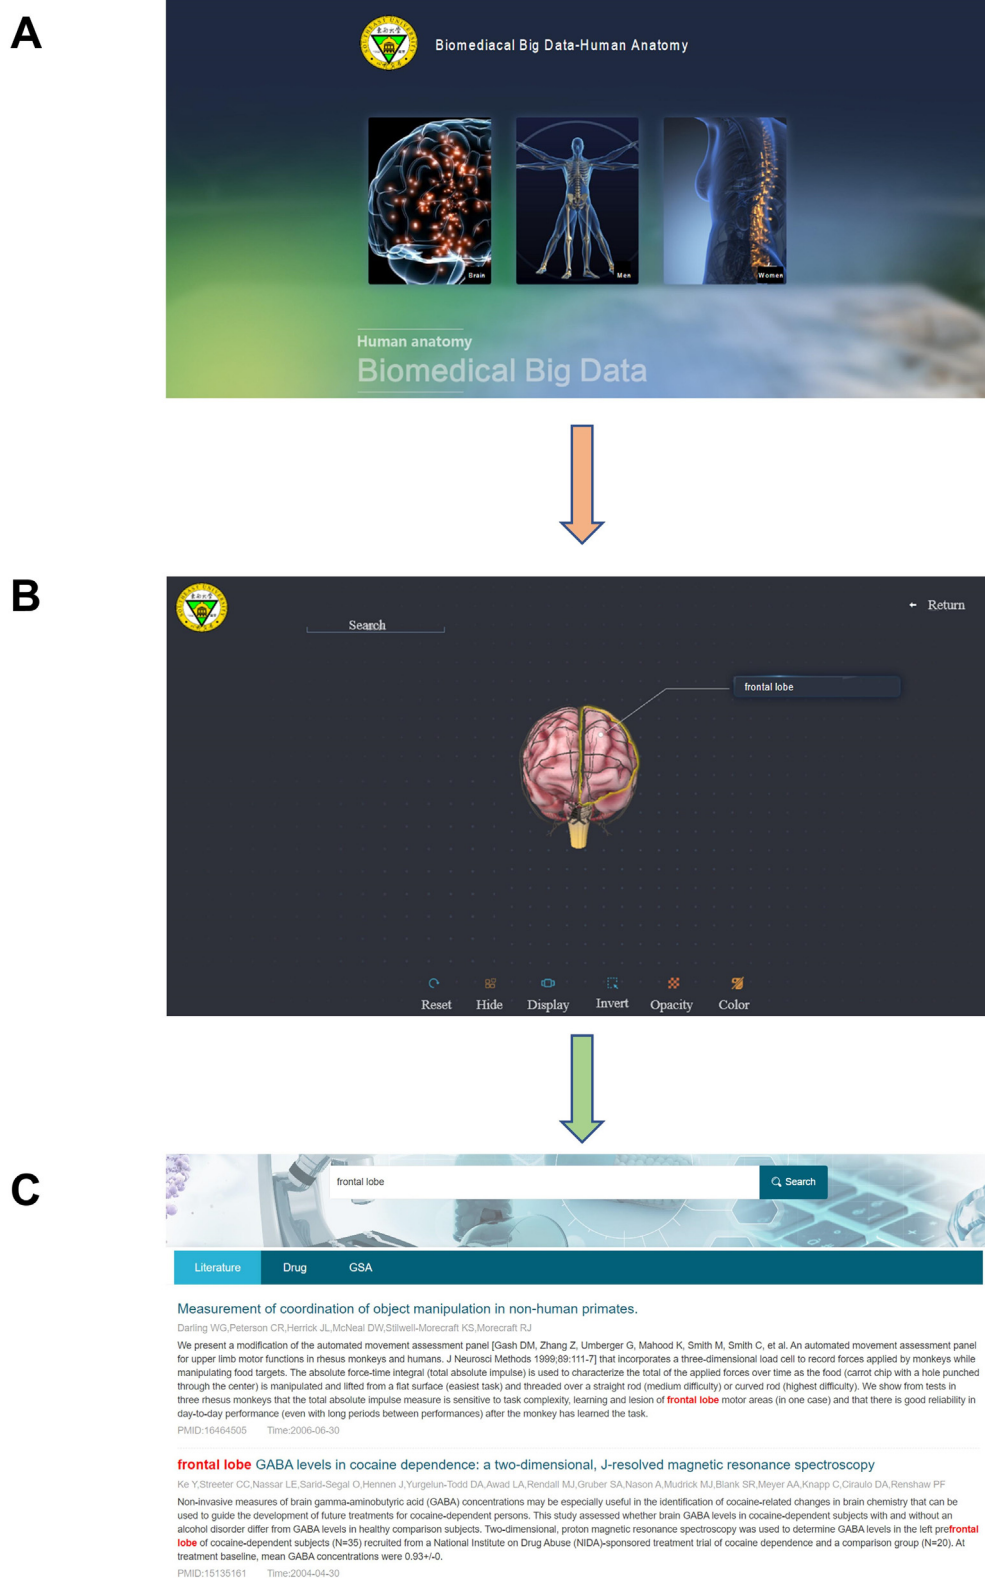 A
SOUTHEAST UNIVERSITY
Biomediacal Big Data-Human Anatomy
Brain
Men
Women
Human anatomy
Biomedical Big Data
B
SOUTHEAST UNIVERSITY
Search
Return
frontal lobe
Reset Hide Display Invert Opacity Color
C
frontal lobe
Search
Literature Drug GSA
Measurement of coordination of object manipulation in non-human primates.
Darling WG,Peterson CR,Herrick JL,McNeal DW,Stilwell-Morecraft KS,Morecraft RJ
We present a modification of the automated movement assessment panel [Gash DM, Zhang Z, Umberger G, Mahood K, Smith M, Smith C, et al. An automated movement assessment panel
for upper limb motor functions in rhesus monkeys and humans. J Neurosci Methods 1999;89:111-7] that incorporates a three-dimensional load cell to record forces applied by monkeys while
manipulating food targets. The absolute force-time integral (total absolute impulse) is used to characterize the total of the applied forces over time as the food (carrot chip with a hole punched
through the center) is manipulated and lifted from a flat surface (easiest task) and threaded over a straight rod (medium difficulty) or curved rod (highest difficulty). We show from tests in
three rhesus monkeys that the total absolute impulse measure is sensitive to task complexity, learning and lesion of frontal lobe motor areas (in one case) and that there is good reliability in
day-to-day performance (even with long periods between performances) after the monkey has learned the task.
PMID:16464505 Time:2006-06-30
frontal lobe GABA levels in cocaine dependence: a two-dimensional, J-resolved magnetic resonance spectroscopy
Ke Y,Streeter CC,Nassar LE,Sarid-Segal O,Hennen J,Yurgelun-Todd DA,Awad LA,Rendall MJ,Gruber SA,Nason A,Mudrick MJ,Blank SR,Meyer AA,Knapp C,Ciraulo DA,Renshaw PF
Non-invasive measures of brain gamma-aminobutyric acid (GABA) concentrations may be especially useful in the identification of cocaine-related changes in brain chemistry that can be
used to guide the development of future treatments for cocaine-dependent persons. This study assessed whether brain GABA levels in cocaine-dependent subjects with and without an
alcohol disorder differ from GABA levels in healthy comparison subjects. Two-dimensional, proton magnetic resonance spectroscopy was used to determine GABA levels in the left prefrontal
lobe of cocaine-dependent subjects (N=35) recruited from a National Institute on Drug Abuse (NIDA)-sponsored treatment trial of cocaine dependence and a comparison group (N=20). At
treatment baseline, mean GABA concentrations were 0.93+/-0.
PMID:15135161 Time:2004-04-30